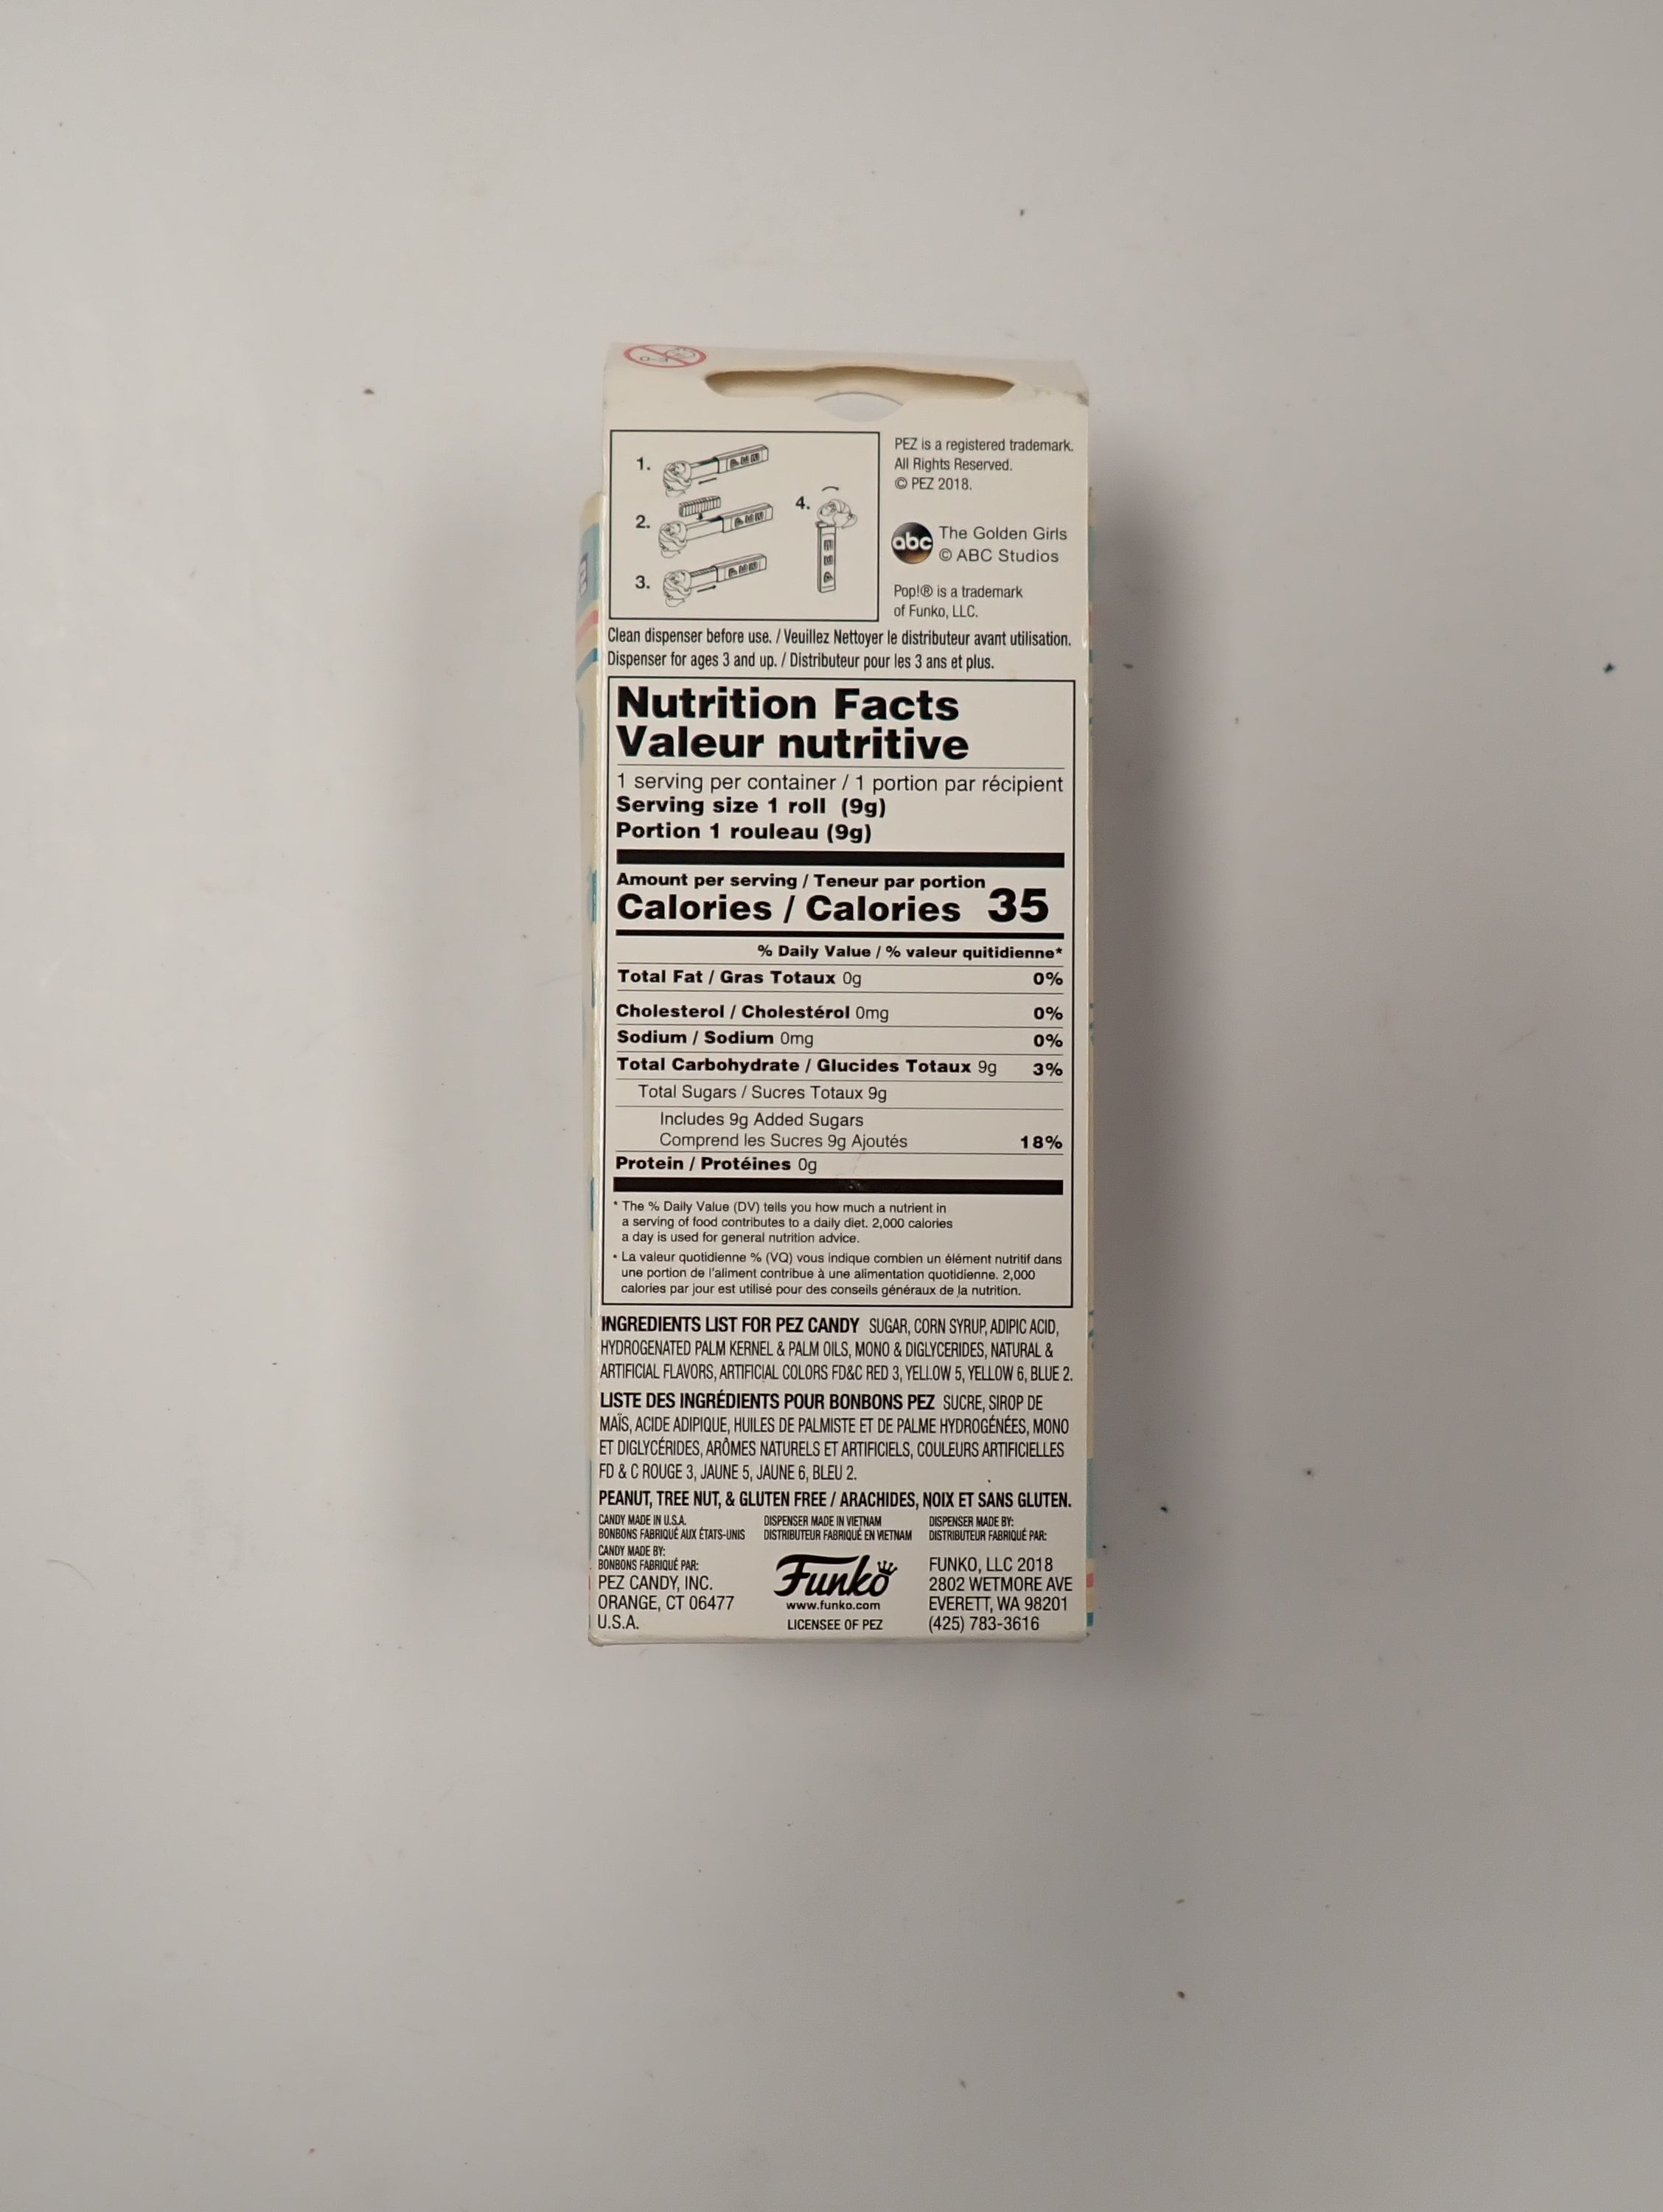 0-3
1.
2.
3.
4.
PEZ is a registered trademark.
All Rights Reserved.
© PEZ 2018.
abc
The Golden Girls
© ABC Studios
Pop!® is a trademark
of Funko, LLC.
Clean dispenser before use. / Veuillez Nettoyer le distributeur avant utilisation.
Dispenser for ages 3 and up. / Distributeur pour les 3 ans et plus.
Nutrition Facts
Valeur nutritive
1 serving per container / 1 portion par récipient
Serving size 1 roll (9g)
Portion 1 rouleau (9g)
Amount per serving / Teneur par portion
Calories / Calories 35
% Daily Value / % valeur quitidienne*
Total Fat / Gras Totaux 0g 0%
Cholesterol / Cholestérol 0mg 0%
Sodium / Sodium 0mg 0%
Total Carbohydrate / Glucides Totaux 9g 3%
Total Sugars / Sucres Totaux 9g
Includes 9g Added Sugars
Comprend les Sucres 9g Ajoutés 18%
Protein / Protéines 0g
* The % Daily Value (DV) tells you how much a nutrient in
a serving of food contributes to a daily diet. 2,000 calories
a day is used for general nutrition advice.
• La valeur quotidienne % (VQ) vous indique combien un élément nutritif dans
une portion de l'aliment contribue à une alimentation quotidienne. 2,000
calories par jour est utilisé pour des conseils généraux de la nutrition.
INGREDIENTS LIST FOR PEZ CANDY SUGAR, CORN SYRUP, ADIPIC ACID,
HYDROGENATED PALM KERNEL & PALM OILS, MONO & DIGLYCERIDES, NATURAL &
ARTIFICIAL FLAVORS, ARTIFICIAL COLORS FD&C RED 3, YELLOW 5, YELLOW 6, BLUE 2.
LISTE DES INGRÉDIENTS POUR BONBONS PEZ SUCRE, SIROP DE
MAÏS, ACIDE ADIPIQUE, HUILES DE PALMISTE ET DE PALME HYDROGÉNÉES, MONO
ET DIGLYCÉRIDES, ARÔMES NATURELS ET ARTIFICIELS, COULEURS ARTIFICIELLES
FD & C ROUGE 3, JAUNE 5, JAUNE 6, BLEU 2.
PEANUT, TREE NUT, & GLUTEN FREE / ARACHIDES, NOIX ET SANS GLUTEN.
CANDY MADE IN U.S.A.
BONBONS FABRIQUÉ AUX ÉTATS-UNIS
CANDY MADE BY:
BONBONS FABRIQUÉ PAR:
PEZ CANDY, INC.
ORANGE, CT 06477
U.S.A.
DISPENSER MADE IN VIETNAM
DISTRIBUTEUR FABRIQUÉ EN VIETNAM
Funko
www.funko.com
LICENSEE OF PEZ
DISPENSER MADE BY:
DISTRIBUTEUR FABRIQUÉ PAR:
FUNKO, LLC 2018
2802 WETMORE AVE
EVERETT, WA 98201
(425) 783-3616